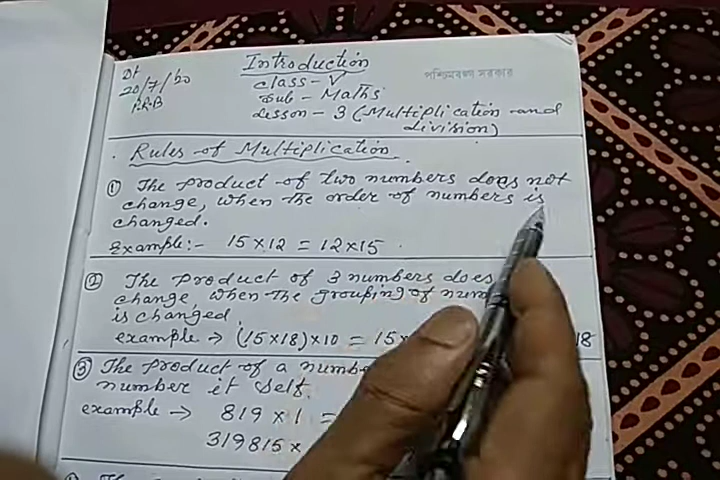 Introduction
Dt
20/7/20
P.R.B
class - V
পশ্চিমবঙ্গ সরকার
Sub - Maths
Lesson - 3 (Multiplication and
division)
Rules of Multiplication
① The product of two numbers does not
change, when the order of numbers is
changed.
Example:- 15×12 = 12×15
② The product of 3 numbers does
change, when the grouping of num
is changed.
example → (15×18)×10 = 15× 18
③ The product of a numbe
number it self.
example → 819 × 1 =
319815 ×